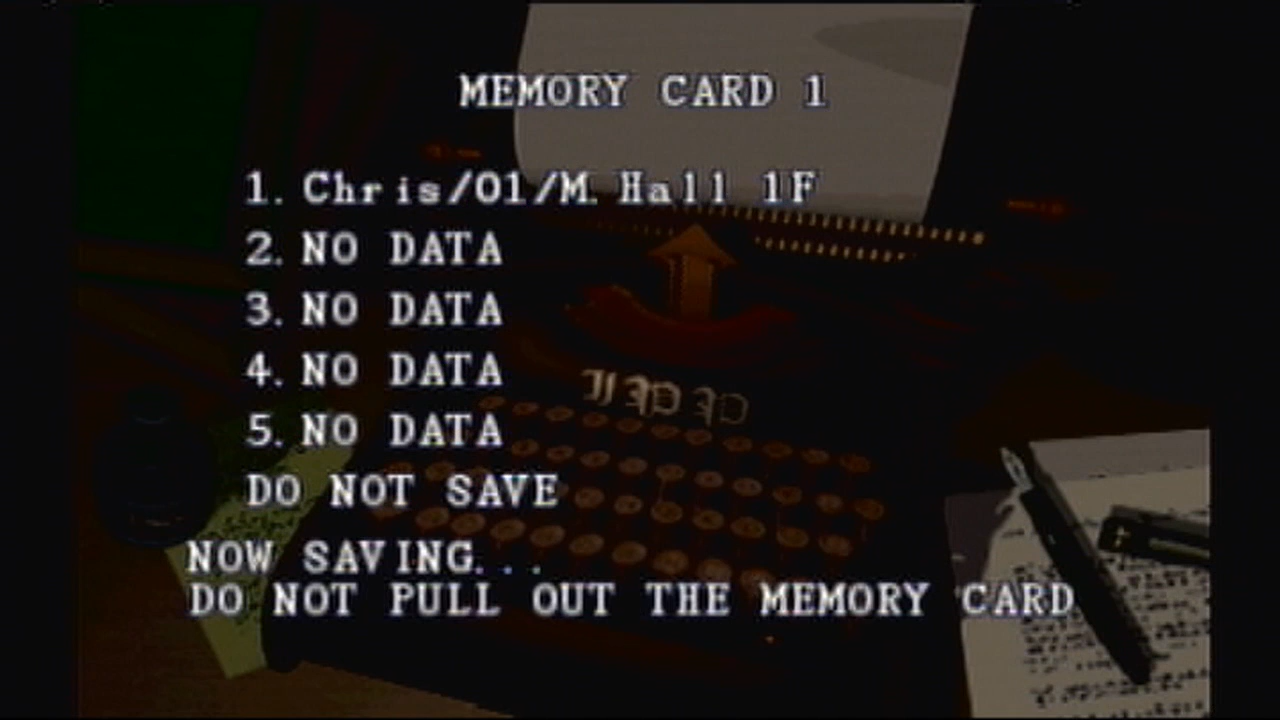 MEMORY CARD 1
1. Chris/01/M. Hall 1F
2. NO DATA
3. NO DATA
4. NO DATA
5. NO DATA
DO NOT SAVE
NOW SAVING...
DO NOT PULL OUT THE MEMORY CARD